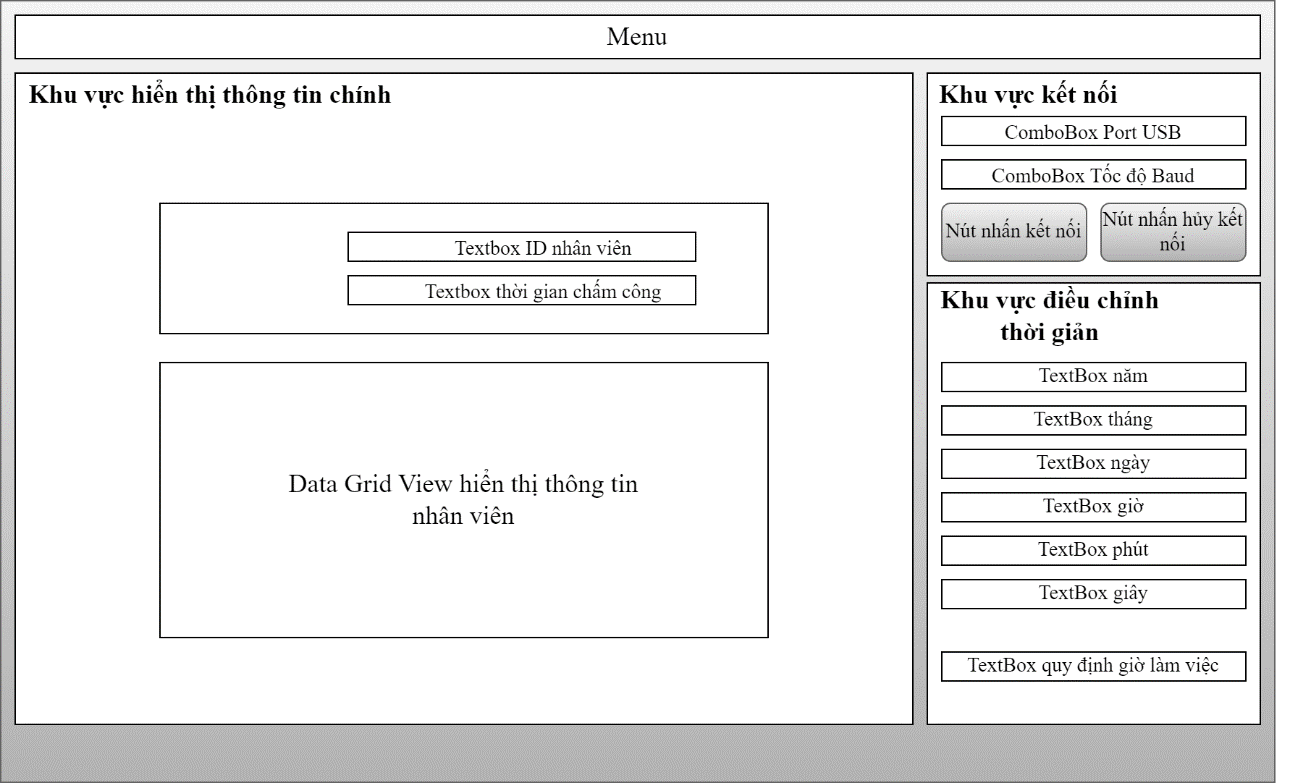 Menu
Khu vực hiển thị thông tin chính
Textbox ID nhân viên
Textbox thời gian chấm công
Data Grid View hiển thị thông tin
nhân viên
Khu vực kết nối
ComboBox Port USB
ComboBox Tốc độ Baud
Nút nhấn kết nối
Nút nhấn hủy kết
nối
Khu vực điều chỉnh
thời giản
TextBox năm
TextBox tháng
TextBox ngày
TextBox giờ
TextBox phút
TextBox giây
TextBox quy định giờ làm việc